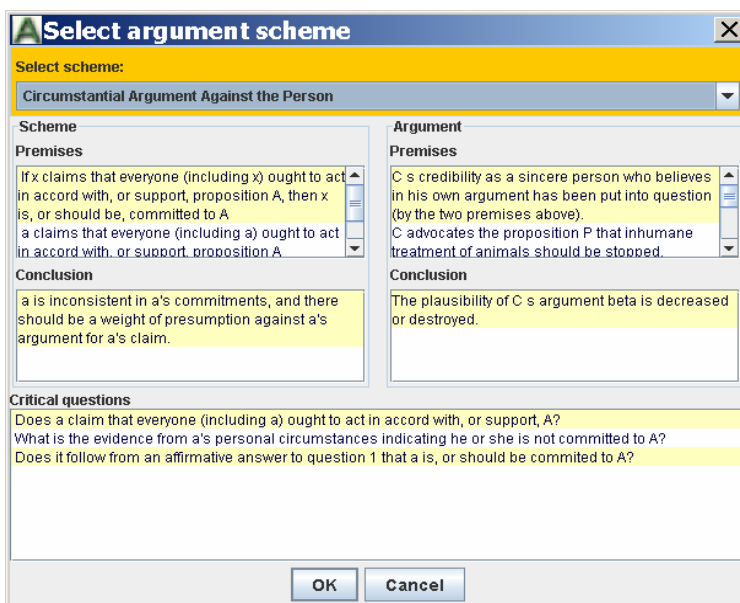 A Select argument scheme
Select scheme:
Circumstantial Argument Against the Person
Scheme
Premises
If x claims that everyone (including x) ought to act
in accord with, or support, proposition A, then x
is, or should be, committed to A
a claims that everyone (including a) ought to act
in accord with, or support, proposition A
Conclusion
a is inconsistent in a's commitments, and there
should be a weight of presumption against a's
argument for a's claim.
Argument
Premises
C s credibility as a sincere person who believes
in his own argument has been put into question
(by the two premises above).
C advocates the proposition P that inhumane
treatment of animals should be stopped.
Conclusion
The plausibility of C s argument beta is decreased
or destroyed.
Critical questions
Does a claim that everyone (including a) ought to act in accord with, or support, A?
What is the evidence from a's personal circumstances indicating he or she is not committed to A?
Does it follow from an affirmative answer to question 1 that a is, or should be commited to A?
OK
Cancel